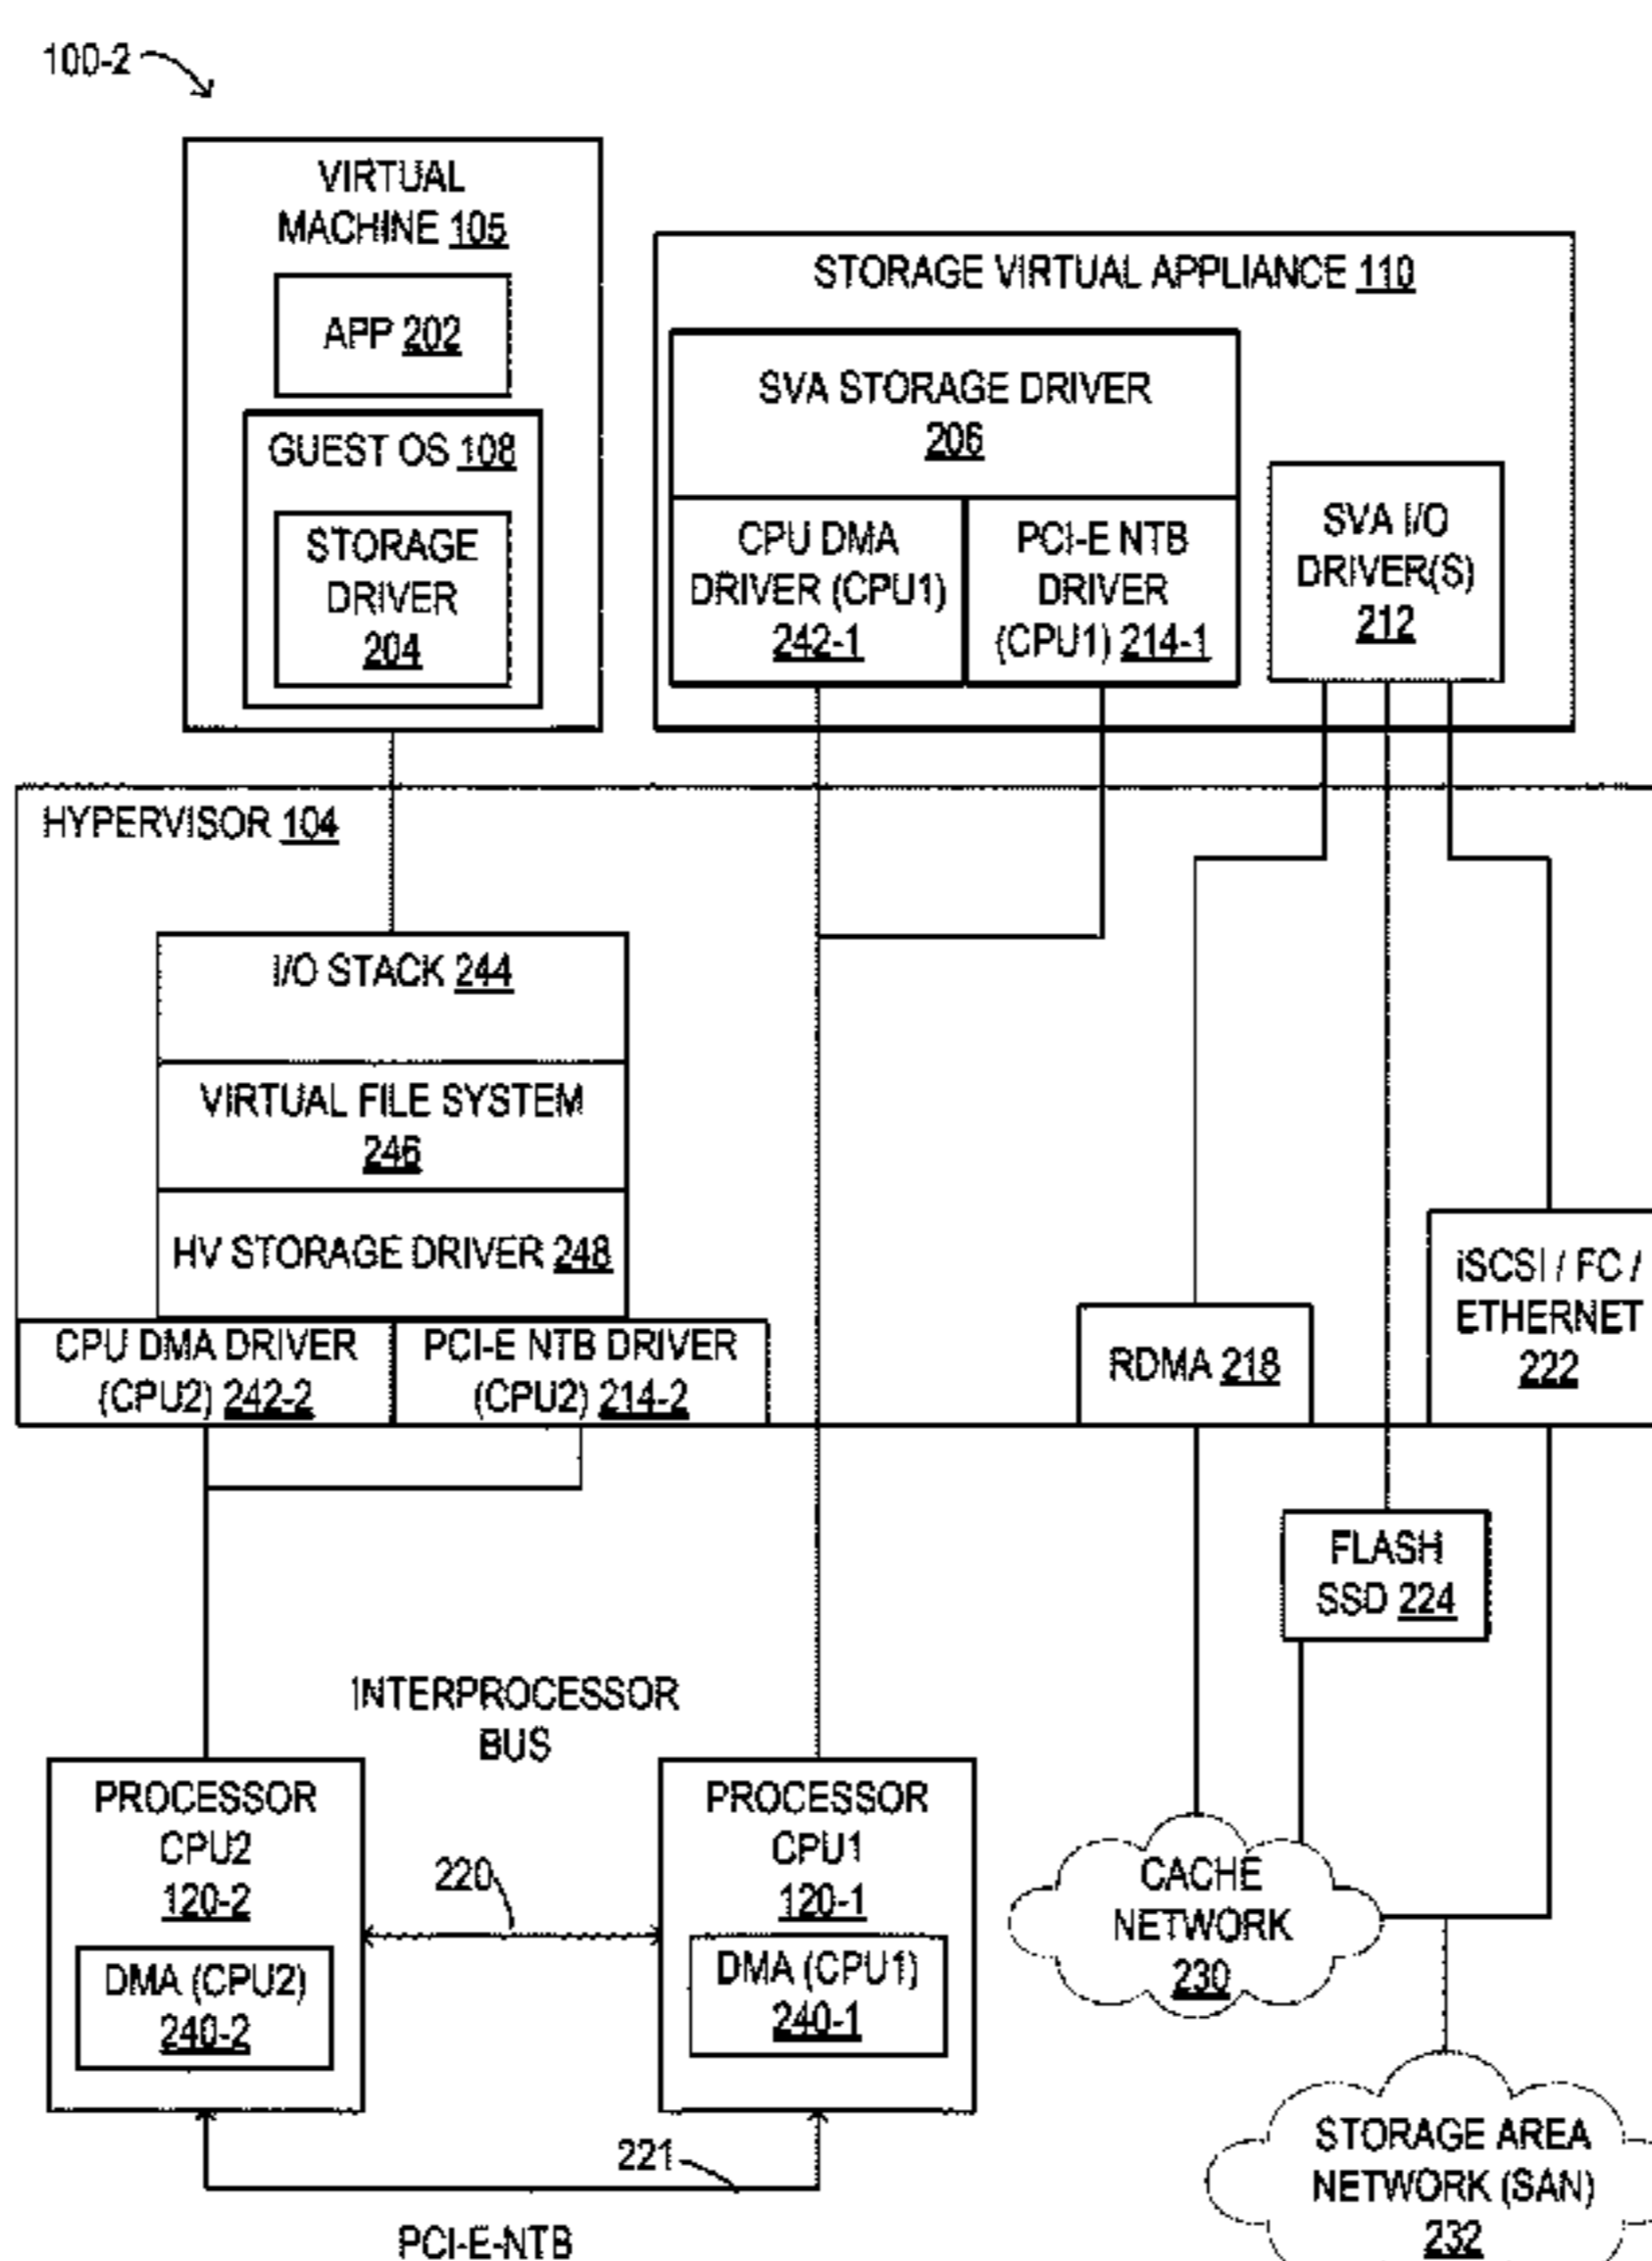 100-2
VIRTUAL
MACHINE 105
APP 202
GUEST OS 108
STORAGE
DRIVER
204
STORAGE VIRTUAL APPLIANCE 110
SVA STORAGE DRIVER
206
CPU DMA
DRIVER (CPU1)
242-1
PCI-E NTB
DRIVER
(CPU1) 214-1
SVA I/O
DRIVER(S)
212
HYPERVISOR 104
I/O STACK 244
VIRTUAL FILE SYSTEM
246
HV STORAGE DRIVER 248
CPU DMA DRIVER
(CPU2) 242-2
PCI-E NTB DRIVER
(CPU2) 214-2
RDMA 218
iSCSI / FC /
ETHERNET
222
FLASH
SSD 224
INTERPROCESSOR
BUS
PROCESSOR
CPU2
120-2
DMA (CPU2)
240-2
220
PROCESSOR
CPU1
120-1
DMA (CPU1)
240-1
CACHE
NETWORK
230
221
PCI-E-NTB
STORAGE AREA
NETWORK (SAN)
232